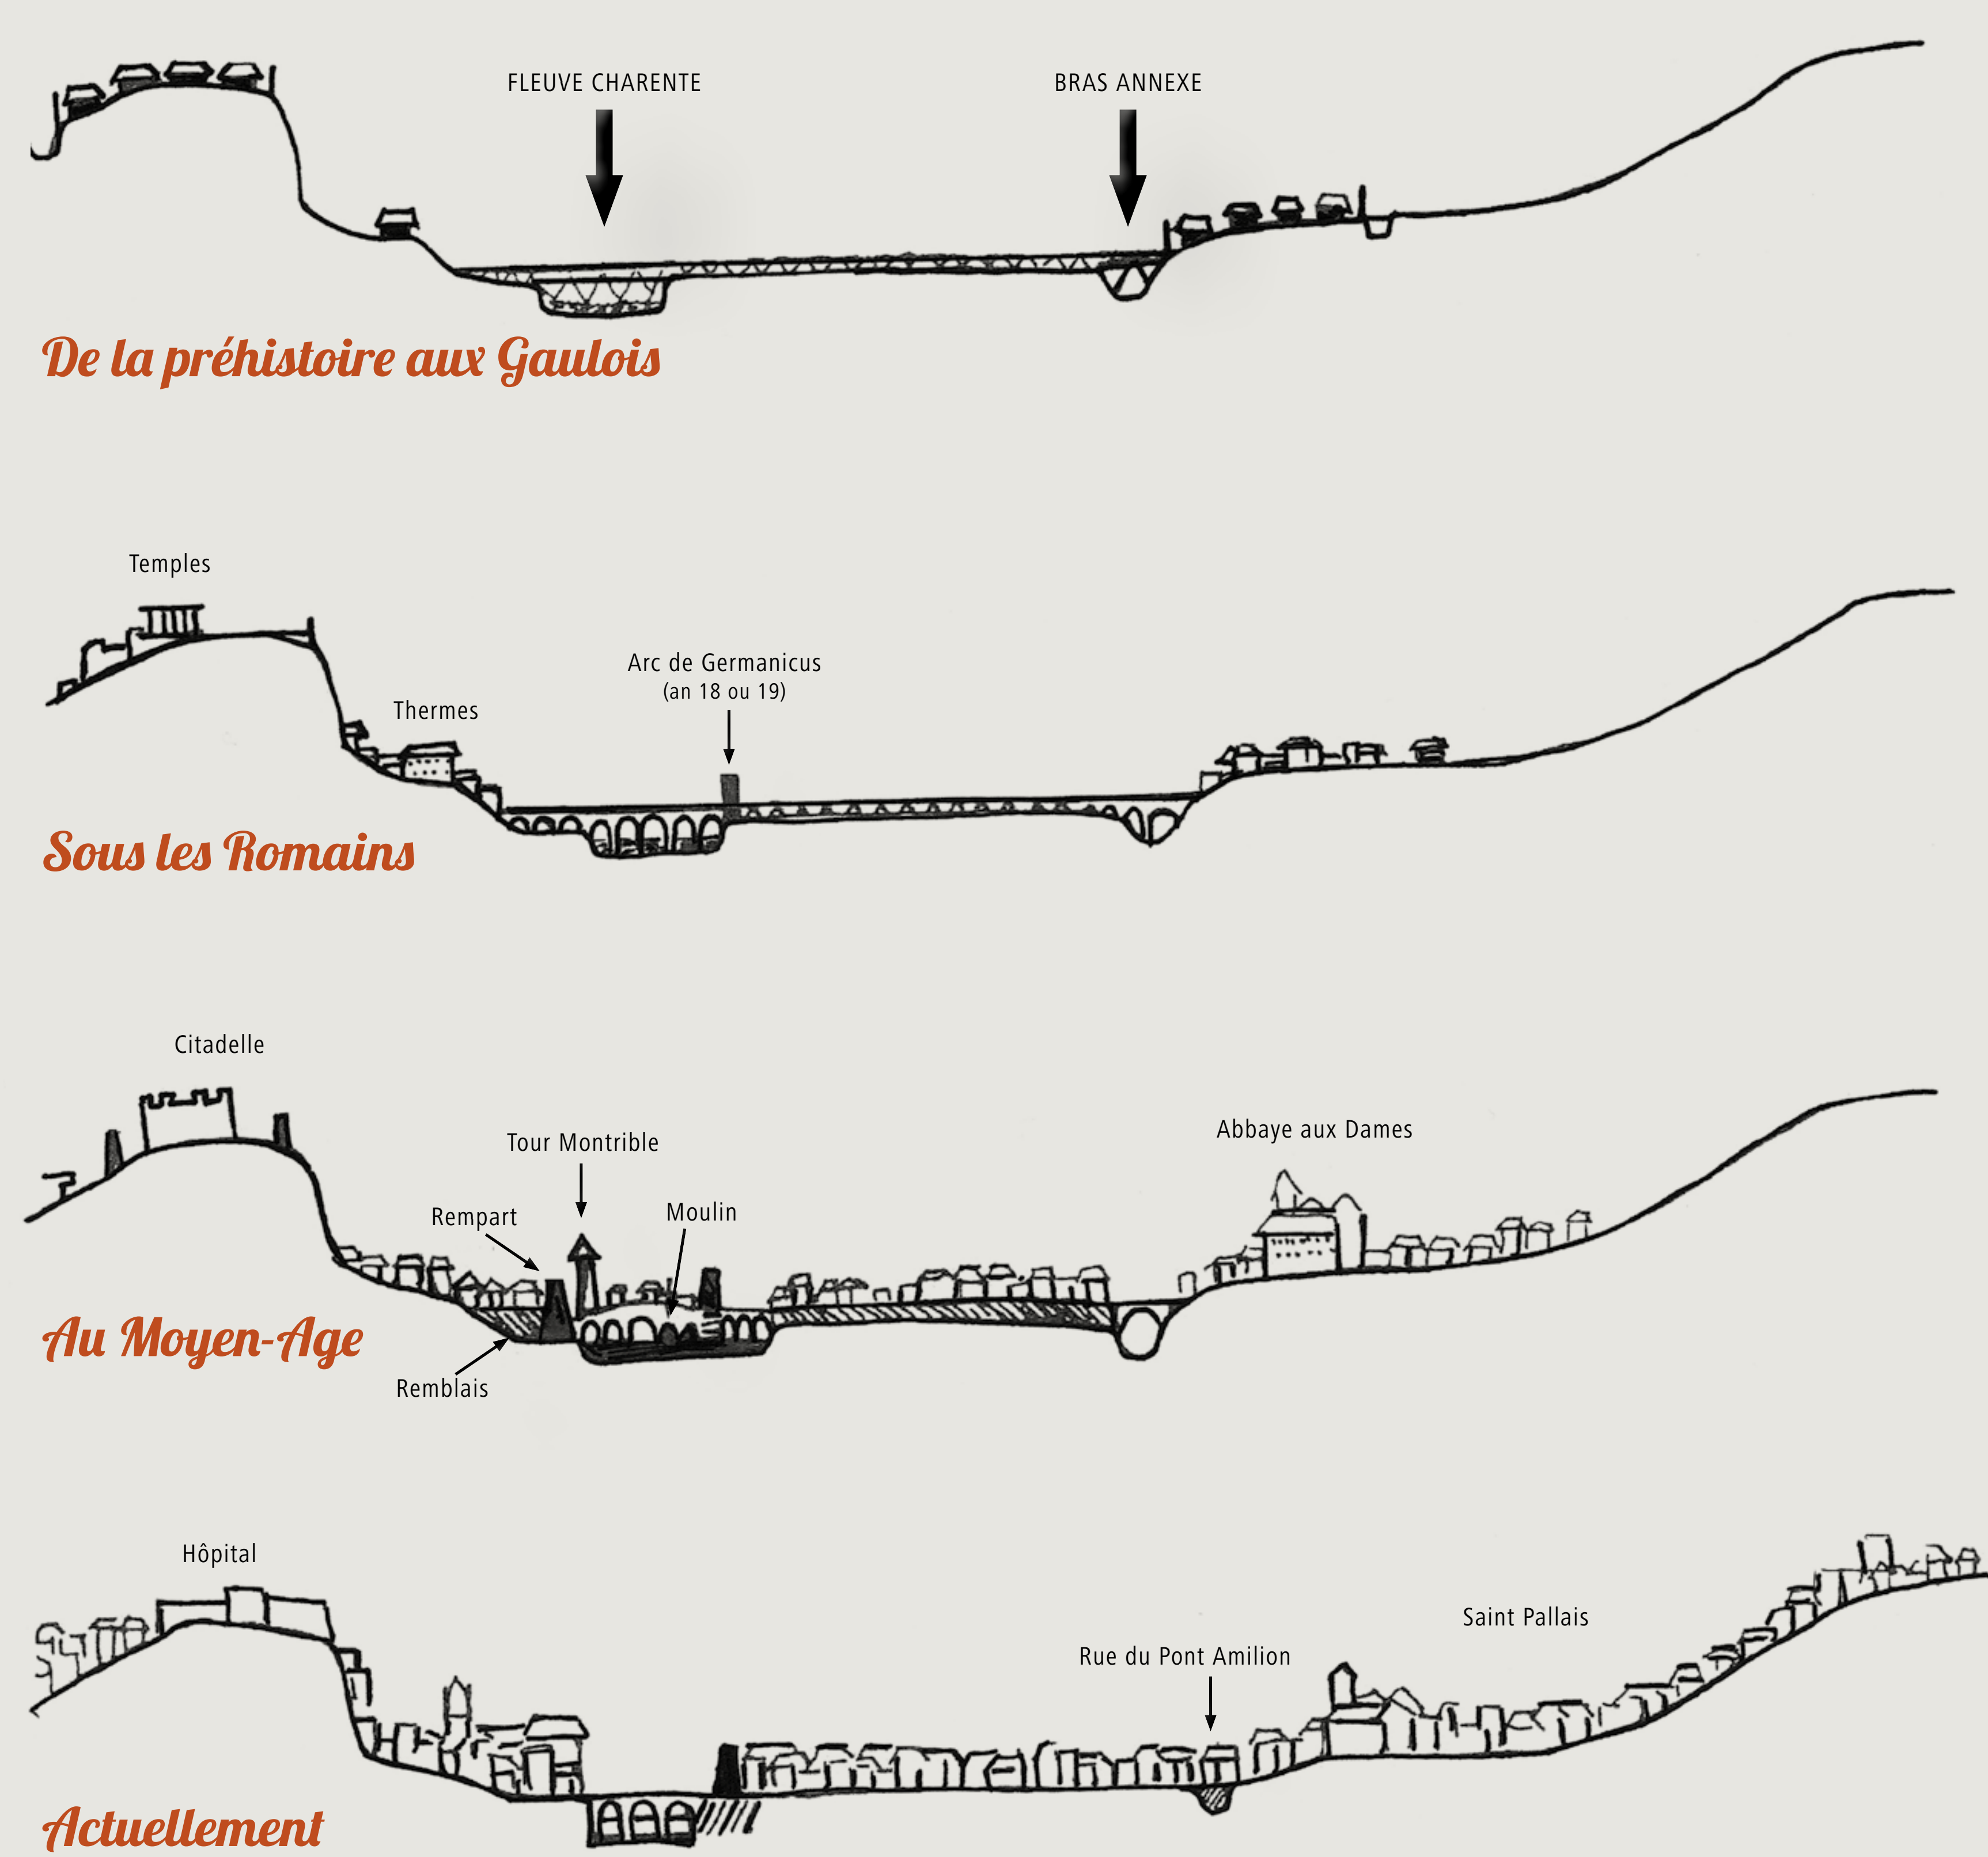 FLEUVE CHARENTE
BRAS ANNEXE
De la préhistoire aux Gaulois
Temples
Arc de Germanicus
(an 18 ou 19)
Thermes
Sous les Romains
Citadelle
Abbaye aux Dames
Tour Montrible
Rempart
Moulin
Au Moyen-Age
Remblais
Hôpital
Saint Pallais
Rue du Pont Amilion
Actuellement